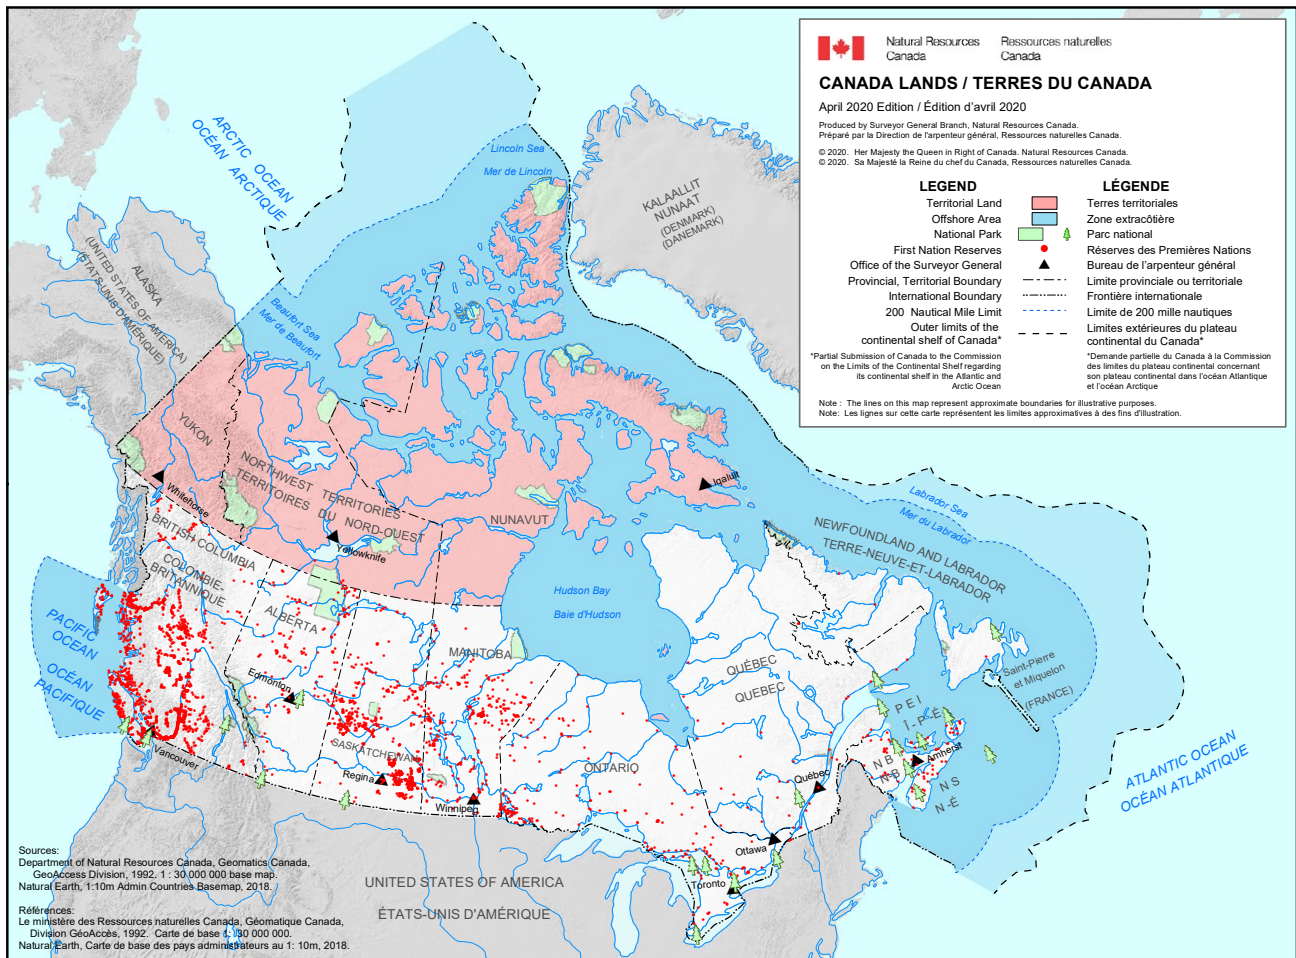 Natural Resources
Canada
Ressources naturelles
Canada
CANADA LANDS / TERRES DU CANADA
April 2020 Edition / Édition d'avril 2020
Produced by Surveyor General Branch, Natural Resources Canada.
Préparé par la Direction de l'arpenteur général, Ressources naturelles Canada.
© 2020. Her Majesty the Queen in Right of Canada. Natural Resources Canada.
© 2020. Sa Majesté la Reine du chef du Canada, Ressources naturelles Canada.
LEGEND
LÉGENDE
Territorial Land
Terres territoriales
Offshore Area
Zone extracôtière
National Park
Parc national
First Nation Reserves
Réserves des Premières Nations
Office of the Surveyor General
Bureau de l'arpenteur général
Provincial, Territorial Boundary
Limite provinciale ou territoriale
International Boundary
Frontière internationale
200 Nautical Mile Limit
Limite de 200 mille nautiques
Outer limits of the
continental shelf of Canada*
Limites extérieures du plateau
continental du Canada*
*Partial Submission of Canada to the Commission
on the Limits of the Continental Shelf regarding
its continental shelf in the Atlantic and
Arctic Ocean
*Demande partielle du Canada à la Commission
des limites du plateau continental concernant
son plateau continental dans l'océan Atlantique
et l'océan Arctique
Note : The lines on this map represent approximate boundaries for illustrative purposes.
Note: Les lignes sur cette carte représentent les limites approximatives à des fins d'illustration.
ARCTIC OCEAN
OCÉAN ARCTIQUE
Lincoln Sea
Mer de Lincoln
KALAALLIT
NUNAAT
(DENMARK)
(DANEMARK)
ALASKA
(UNITED STATES OF AMERICA)
(ÉTATS-UNIS D'AMÉRIQUE)
Beaufort Sea
Mer de Beaufort
YUKON
Whitehorse
NORTHWEST TERRITORIES
TERRITOIRES DU NORD-OUEST
Yellowknife
NUNAVUT
Iqaluit
Labrador Sea
Mer du Labrador
NEWFOUNDLAND AND LABRADOR
TERRE-NEUVE-ET-LABRADOR
BRITISH COLUMBIA
COLOMBIE-
BRITANNIQUE
ALBERTA
Edmonton
Hudson Bay
Baie d'Hudson
PACIFIC
OCEAN
OCÉAN
PACIFIQUE
MANITOBA
SASKATCHEWAN
Regina
Winnipeg
Vancouver
ONTARIO
QUÉBEC
QUEBEC
Québec
Ottawa
Toronto
PEI
Î.-P.-É.
NB
N.-B.
Amherst
NS
N.-É.
Saint-Pierre
et Miquelon
(FRANCE)
ATLANTIC OCEAN
OCÉAN ATLANTIQUE
UNITED STATES OF AMERICA
ÉTATS-UNIS D'AMÉRIQUE
Sources:
Department of Natural Resources Canada, Geomatics Canada,
GeoAccess Division, 1992. 1 : 30 000 000 base map.
Natural Earth, 1:10m Admin Countries Basemap, 2018.
Références:
Le ministère des Ressources naturelles Canada, Géomatique Canada,
Division GéoAccès, 1992. Carte de base 1: 30 000 000.
Natural Earth, Carte de base des pays administrateurs au 1: 10m, 2018.